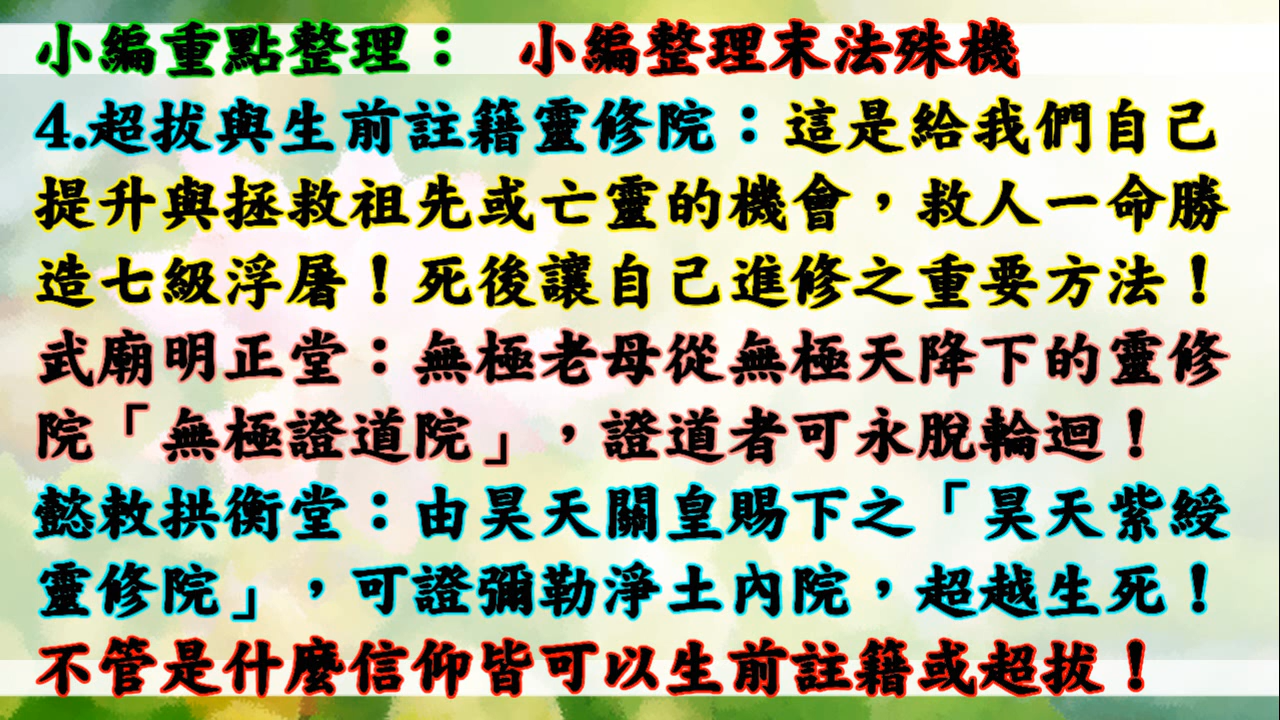 小編重點整理： 小編整理末法殊機
4.超拔與生前註籍靈修院：這是給我們自己
提升與拯救祖先或亡靈的機會，救人一命勝
造七級浮屠！死後讓自己進修之重要方法！
武廟明正堂：無極老母從無極天降下的靈修
院「無極證道院」，證道者可永脫輪迴！
懿敕拱衡堂：由昊天關皇賜下之「昊天紫綬
靈修院」，可證彌勒淨土內院，超越生死！
不管是什麼信仰皆可以生前註籍或超拔！